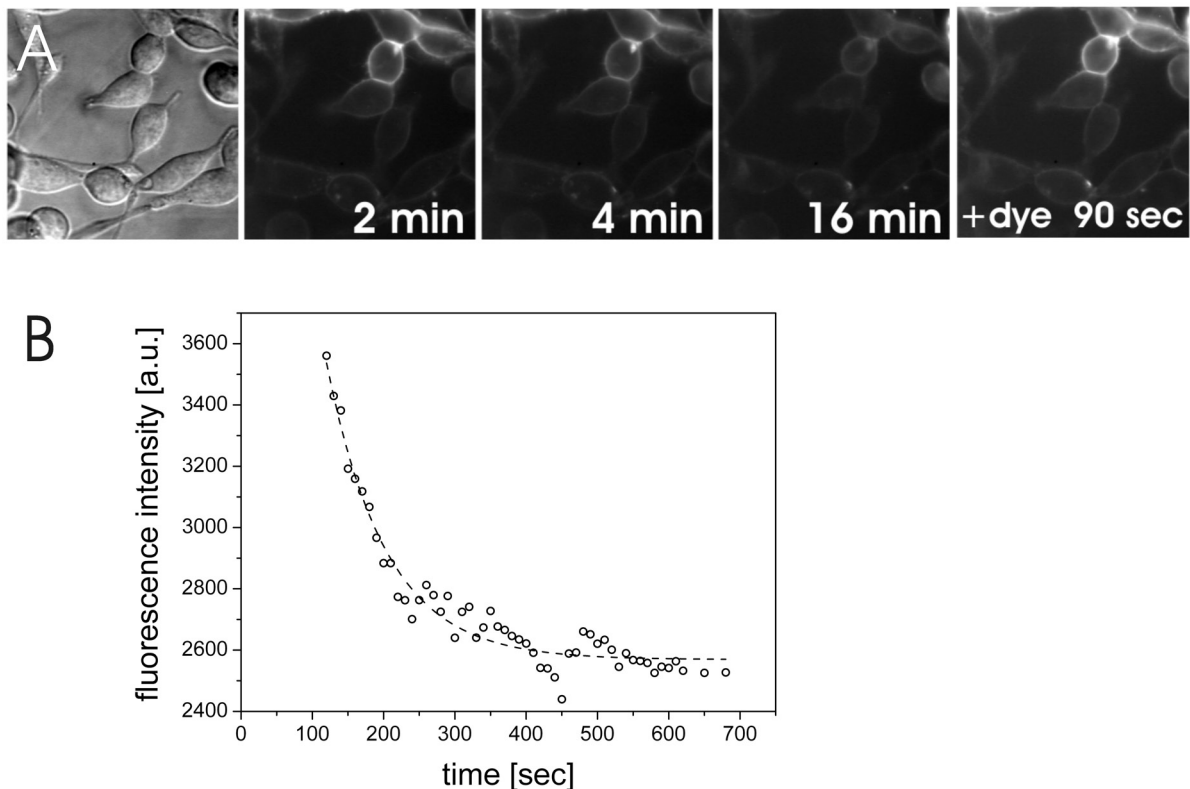 A
2 min
4 min
16 min
+dye 90 sec
B
fluorescence intensity [a.u.]
3600
3400
3200
3000
2800
2600
2400
0 100 200 300 400 500 600 700
time [sec]